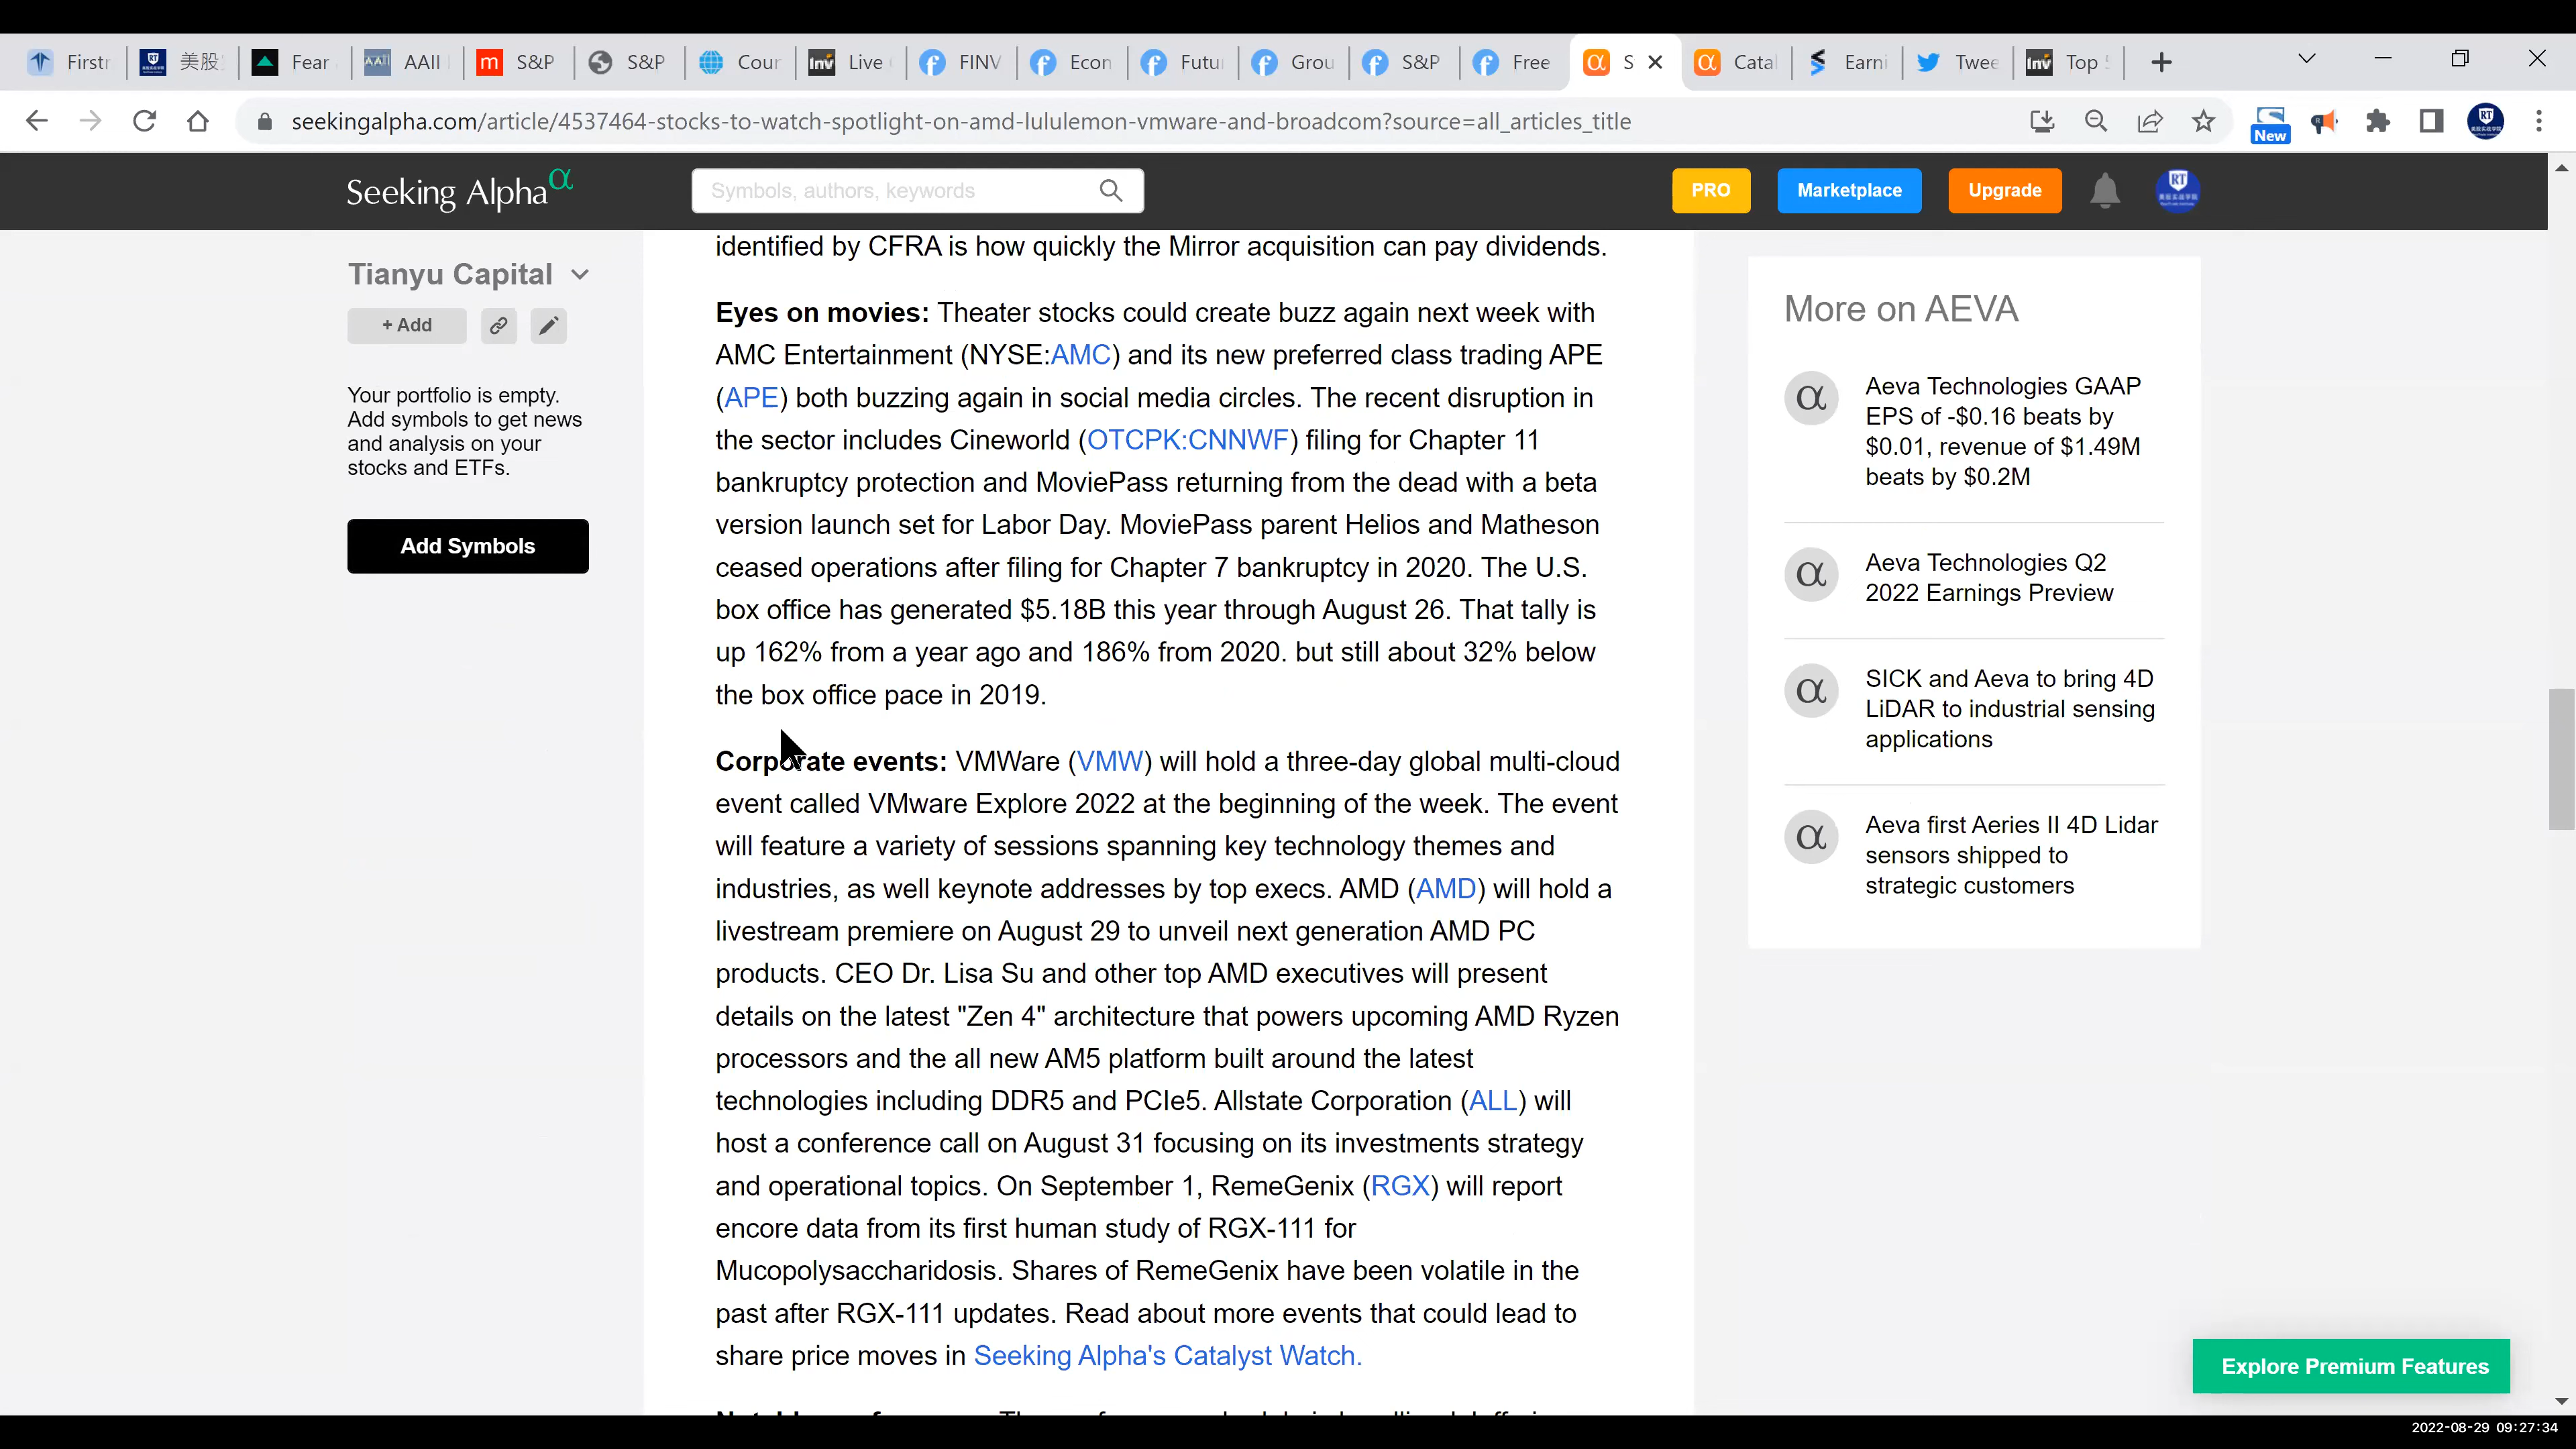 Firstr 美股 Fear AAII S&P S&P Cour Live FINV Econ Futu Grou S&P Free S Catal Earni Twee Top
seekingalpha.com/article/4537464-stocks-to-watch-spotlight-on-amd-lululemon-vmware-and-broadcom?source=all_articles_title
New
Seeking Alpha α
Symbols, authors, keywords
PRO
Marketplace
Upgrade
Tianyu Capital
+ Add
Your portfolio is empty.
Add symbols to get news
and analysis on your
stocks and ETFs.
Add Symbols
identified by CFRA is how quickly the Mirror acquisition can pay dividends.
Eyes on movies: Theater stocks could create buzz again next week with
AMC Entertainment (NYSE:AMC) and its new preferred class trading APE
(APE) both buzzing again in social media circles. The recent disruption in
the sector includes Cineworld (OTCPK:CNNWF) filing for Chapter 11
bankruptcy protection and MoviePass returning from the dead with a beta
version launch set for Labor Day. MoviePass parent Helios and Matheson
ceased operations after filing for Chapter 7 bankruptcy in 2020. The U.S.
box office has generated $5.18B this year through August 26. That tally is
up 162% from a year ago and 186% from 2020. but still about 32% below
the box office pace in 2019.
Corporate events: VMWare (VMW) will hold a three-day global multi-cloud
event called VMware Explore 2022 at the beginning of the week. The event
will feature a variety of sessions spanning key technology themes and
industries, as well keynote addresses by top execs. AMD (AMD) will hold a
livestream premiere on August 29 to unveil next generation AMD PC
products. CEO Dr. Lisa Su and other top AMD executives will present
details on the latest "Zen 4" architecture that powers upcoming AMD Ryzen
processors and the all new AM5 platform built around the latest
technologies including DDR5 and PCIe5. Allstate Corporation (ALL) will
host a conference call on August 31 focusing on its investments strategy
and operational topics. On September 1, RemeGenix (RGX) will report
encore data from its first human study of RGX-111 for
Mucopolysaccharidosis. Shares of RemeGenix have been volatile in the
past after RGX-111 updates. Read about more events that could lead to
share price moves in Seeking Alpha's Catalyst Watch.
More on AEVA
Aeva Technologies GAAP
EPS of -$0.16 beats by
$0.01, revenue of $1.49M
beats by $0.2M
Aeva Technologies Q2
2022 Earnings Preview
SICK and Aeva to bring 4D
LiDAR to industrial sensing
applications
Aeva first Aeries II 4D Lidar
sensors shipped to
strategic customers
Explore Premium Features
2022-08-29 09:27:34